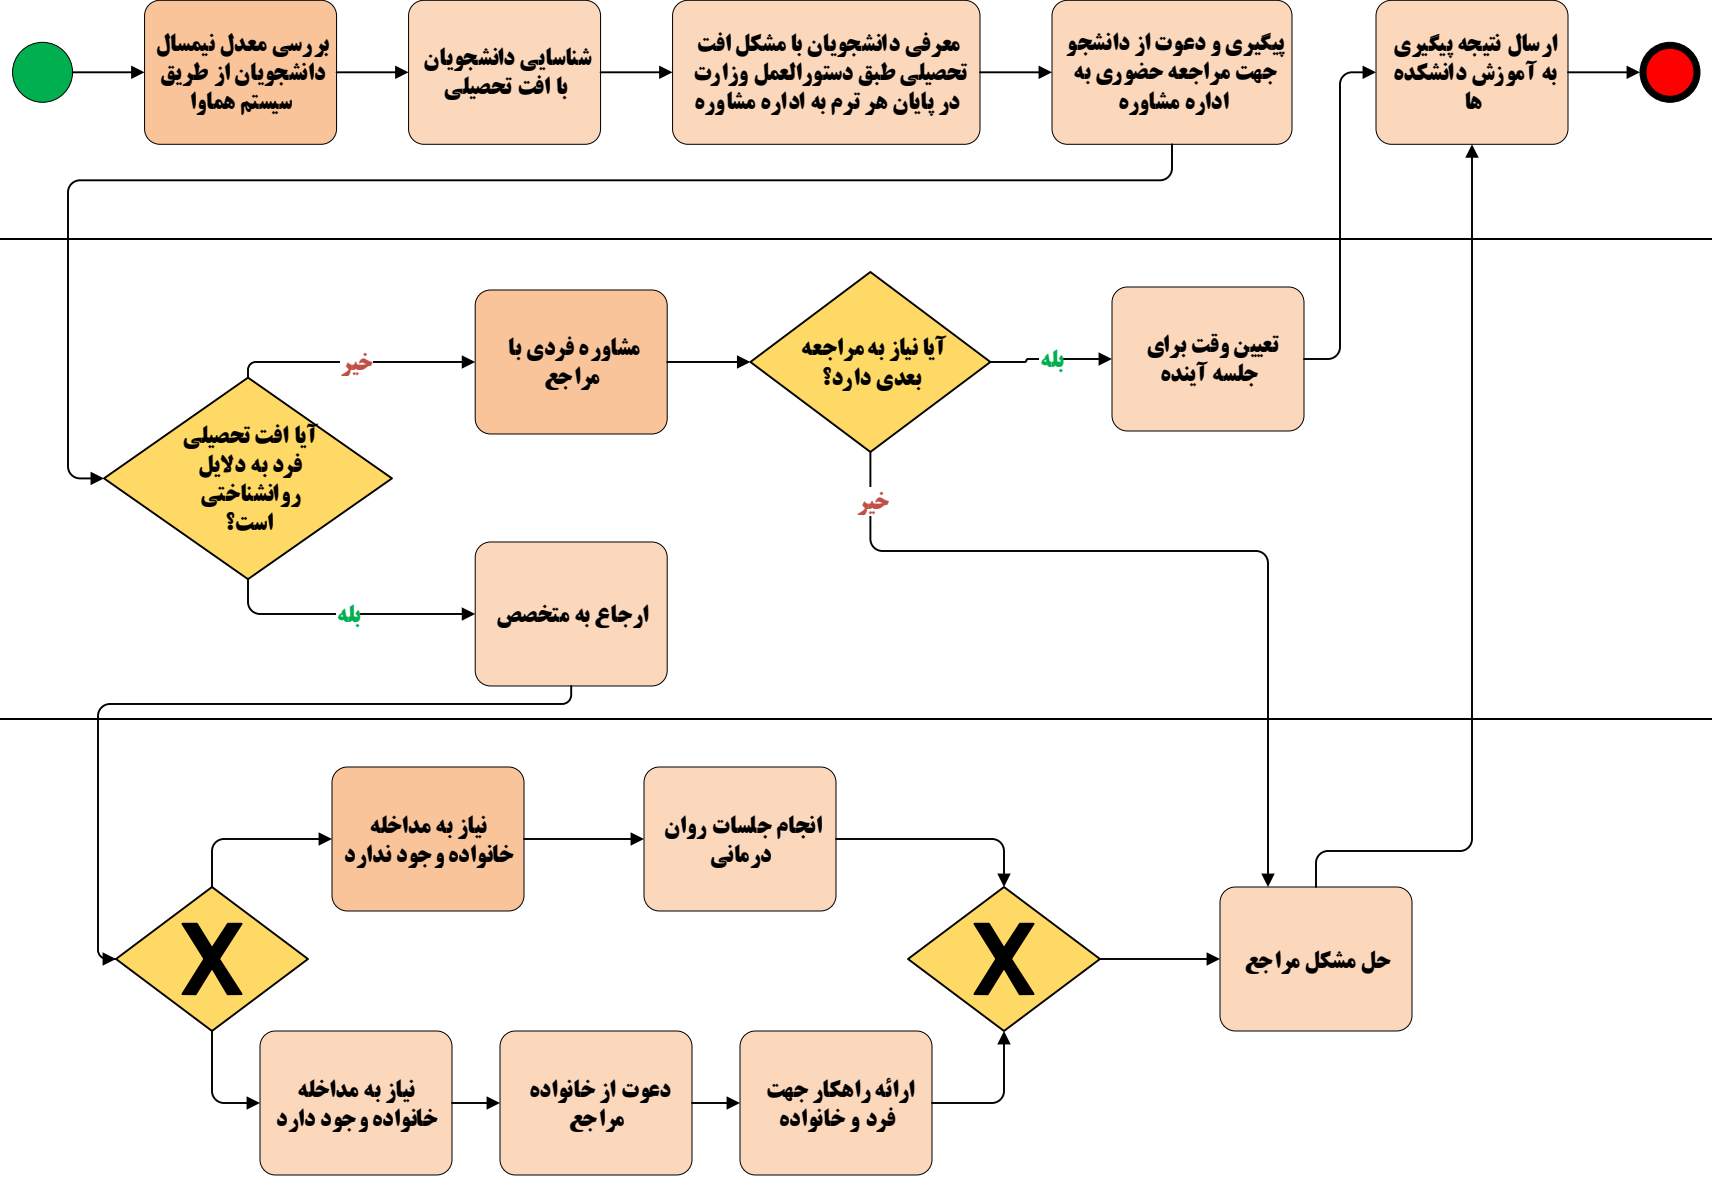 بررسی معدل نیمسال
دانشجویان از طریق
سیستم هماوا
شناسایی دانشجویان
با افت تحصیلی
معرفی دانشجویان با مشکل افت
تحصیلی طبق دستورالعمل وزارت
در پایان هر ترم به اداره مشاوره
پیگیری و دعوت از دانشجو
جهت مراجعه حضوری به
اداره مشاوره
ارسال نتیجه پیگیری
به آموزش دانشکده
ها
آیا افت تحصیلی
فرد به دلایل
روانشناختی
است؟
خیر
مشاوره فردی با
مراجع
آیا نیاز به مراجعه
بعدی دارد؟
بله
تعیین وقت برای
جلسه آینده
خیر
بله
ارجاع به متخصص
نیاز به مداخله
خانواده وجود ندارد
انجام جلسات روان
درمانی
X
X
حل مشکل مراجع
نیاز به مداخله
خانواده وجود دارد
دعوت از خانواده
مراجع
ارائه راهکار جهت
فرد و خانواده